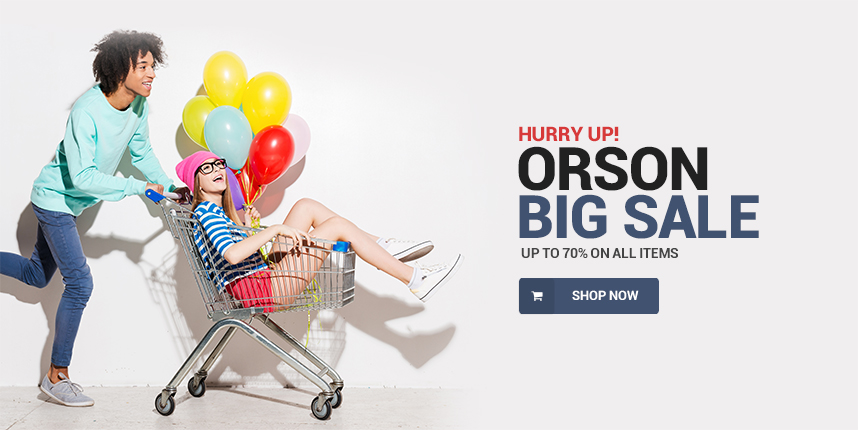 HURRY UP!
ORSON
BIG SALE
UP TO 70% ON ALL ITEMS
SHOP NOW